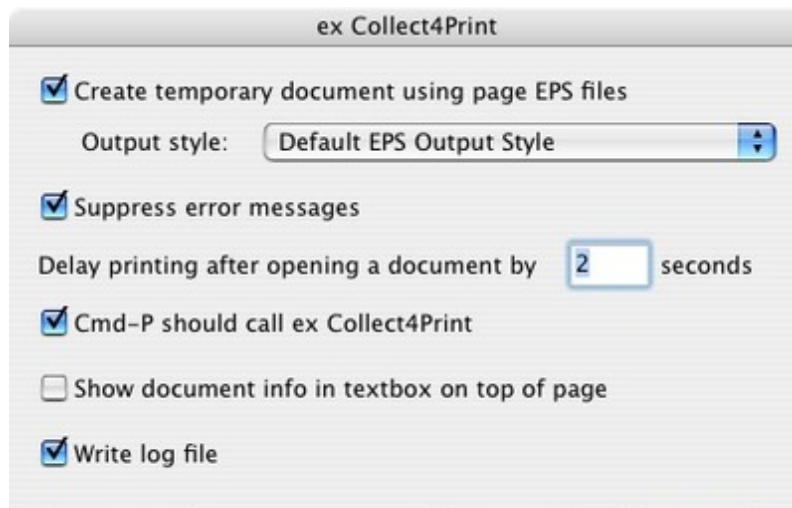 ex Collect4Print
Create temporary document using page EPS files
Output style: Default EPS Output Style
Suppress error messages
Delay printing after opening a document by 2 seconds
Cmd-P should call ex Collect4Print
Show document info in textbox on top of page
Write log file